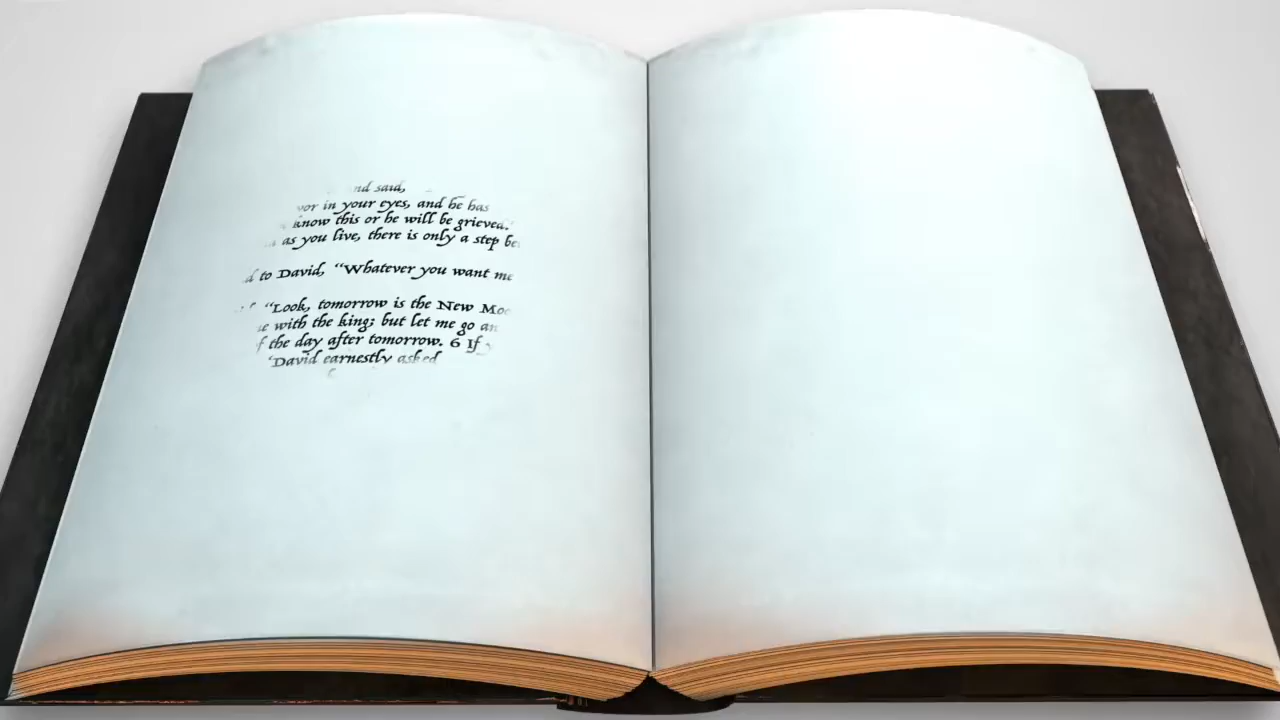 said,
in your eyes, and he has
know this or he will be grieved.
as you live, there is only a step
to David, “Whatever you want me
“Look, tomorrow is the New
with the king; but let me go
the day after tomorrow. 6 If
‘David earnestly asked